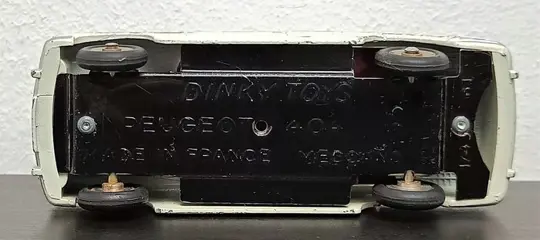 DINKY TOYS
PEUGEOT 404
MADE IN FRANCE MECCANO